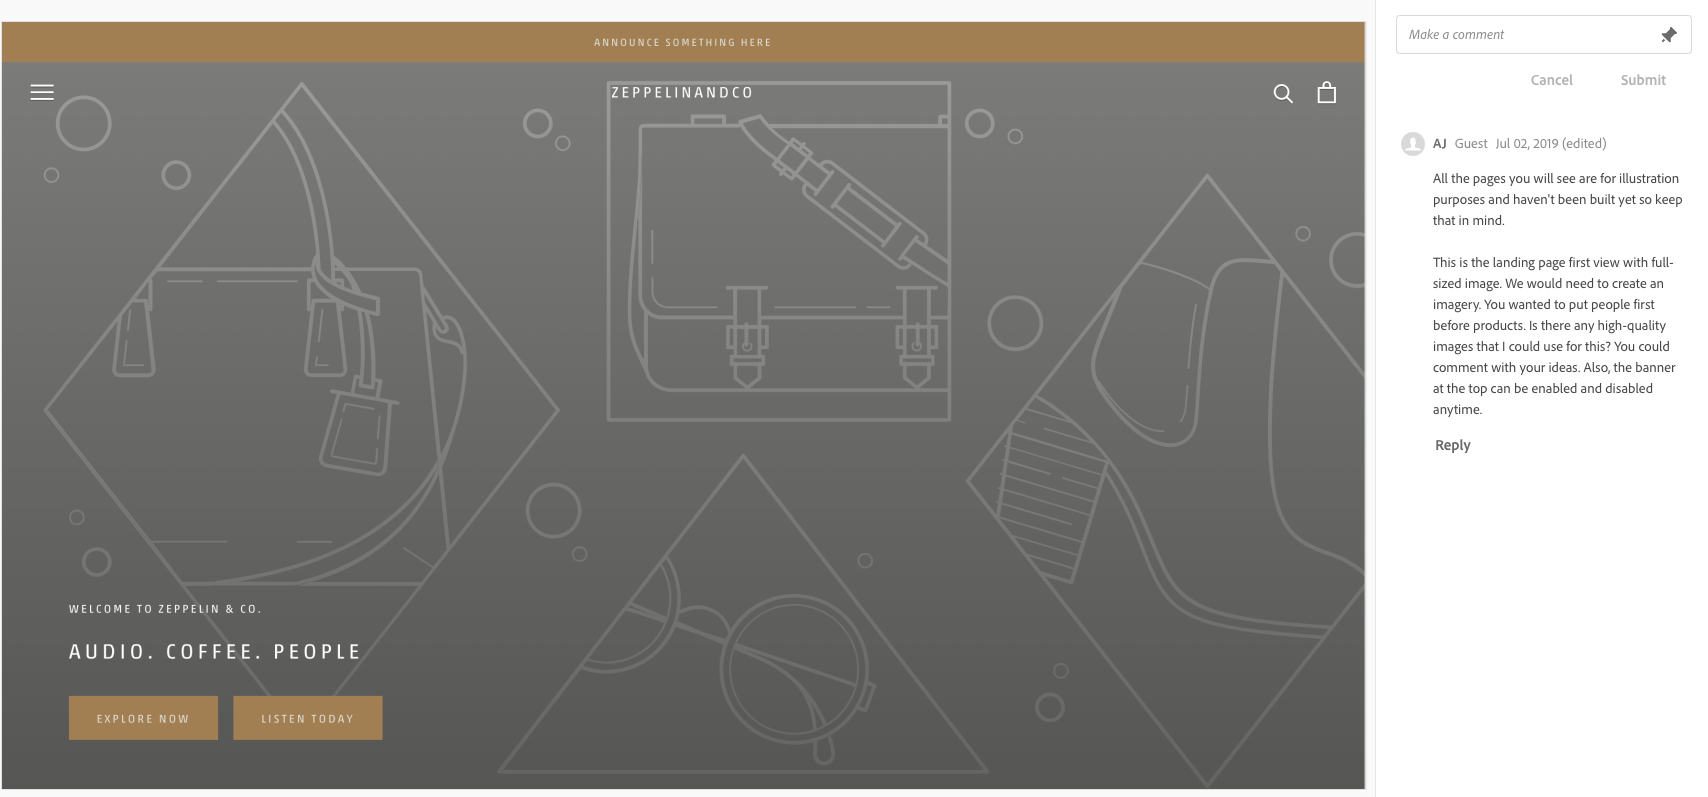 ANNOUNCE SOMETHING HERE
ZEPPELINANDCO
WELCOME TO ZEPPELIN & CO.
AUDIO. COFFEE. PEOPLE
EXPLORE NOW
LISTEN TODAY
Make a comment
Cancel
Submit
AJ Guest Jul 02, 2019 (edited)
All the pages you will see are for illustration
purposes and haven't been built yet so keep
that in mind.
This is the landing page first view with full-
sized image. We would need to create an
imagery. You wanted to put people first
before products. Is there any high-quality
images that I could use for this? You could
comment with your ideas. Also, the banner
at the top can be enabled and disabled
anytime.
Reply